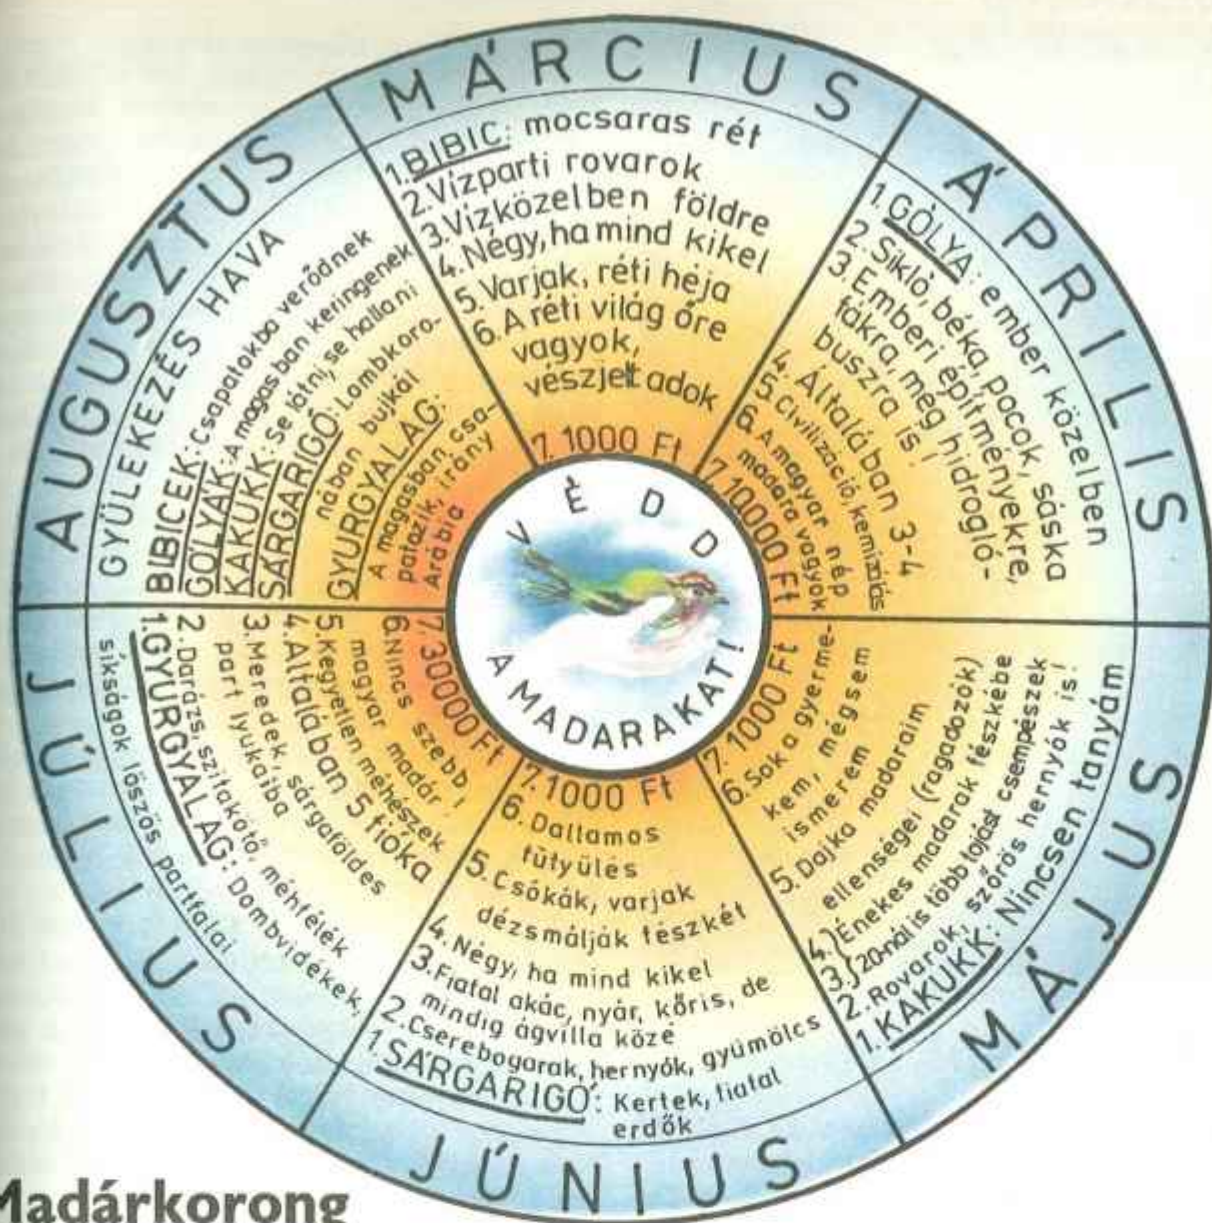 MÁRCIUS
1. BIBIC: mocsaras rét
2. Vízparti rovarok
3. Vízközelben földre
4. Négy, ha mind kikel
5. Varjak, réti héja
6. A réti világ őre
vagyok,
vészjelt adok
7. 1000 Ft
ÁPRILIS
1. GÓLYA: ember közelben
2. Sikló, béka, pocok, sáska
3. Emberi építményekre,
fákra, még hidrogló-
buszra is!
4. Általában 3-4
5. Civilizáció, kemizálás
6. A magyar nép
madara vagyok
7. 10000 Ft
MÁJUS
1. KAKUKK: Nincsen tanyám
2. Rovarok, szőrös hernyók is!
3. 20-nál is több tojást csempészek
4. Énekes madarak fészkébe
ellenségei (ragadozók)
5. Dajka madaraim
ismerem
kem, mégsem
6. Sok a gyerme-
7. 1000 Ft
JÚNIUS
7. 1000 Ft
6. Dallamos
fütyülés
5. Csókák, varjak
dézsmálják fészkét
4. Négy, ha mind kikel
3. Fiatal akác, nyár, kőris, de
mindig ágvilla közé
2. Cserebogarak, hernyók, gyümölcs
1. SÁRGARIGÓ: Kertek, fiatal
erdők
JÚLIUS
1. GYURGYALAG: Dombvidékek,
síkságok löszös partfalai
2. Darázs, szitakötő, méhfélék
3. Meredek, sárgaföldes
part lyukaiba
4. Általában 5 fióka
5. Kegyetlen méhészek
6. Nincs szebb
magyar madár!
7. 30000 Ft
AUGUSZTUS
GYÜLEKEZÉS HAVA
BIBICEK: Csapatokba verődnek
GÓLYÁK: A magasban keringenek
KAKUKK: Se látni, se hallani
SÁRGARIGÓ: Lombkoro-
nában bujkál
GYURGYALAG:
A magasban csa-
patozik, irány
Arábia
VÉDD
A MADARAKAT!
Madárkorong